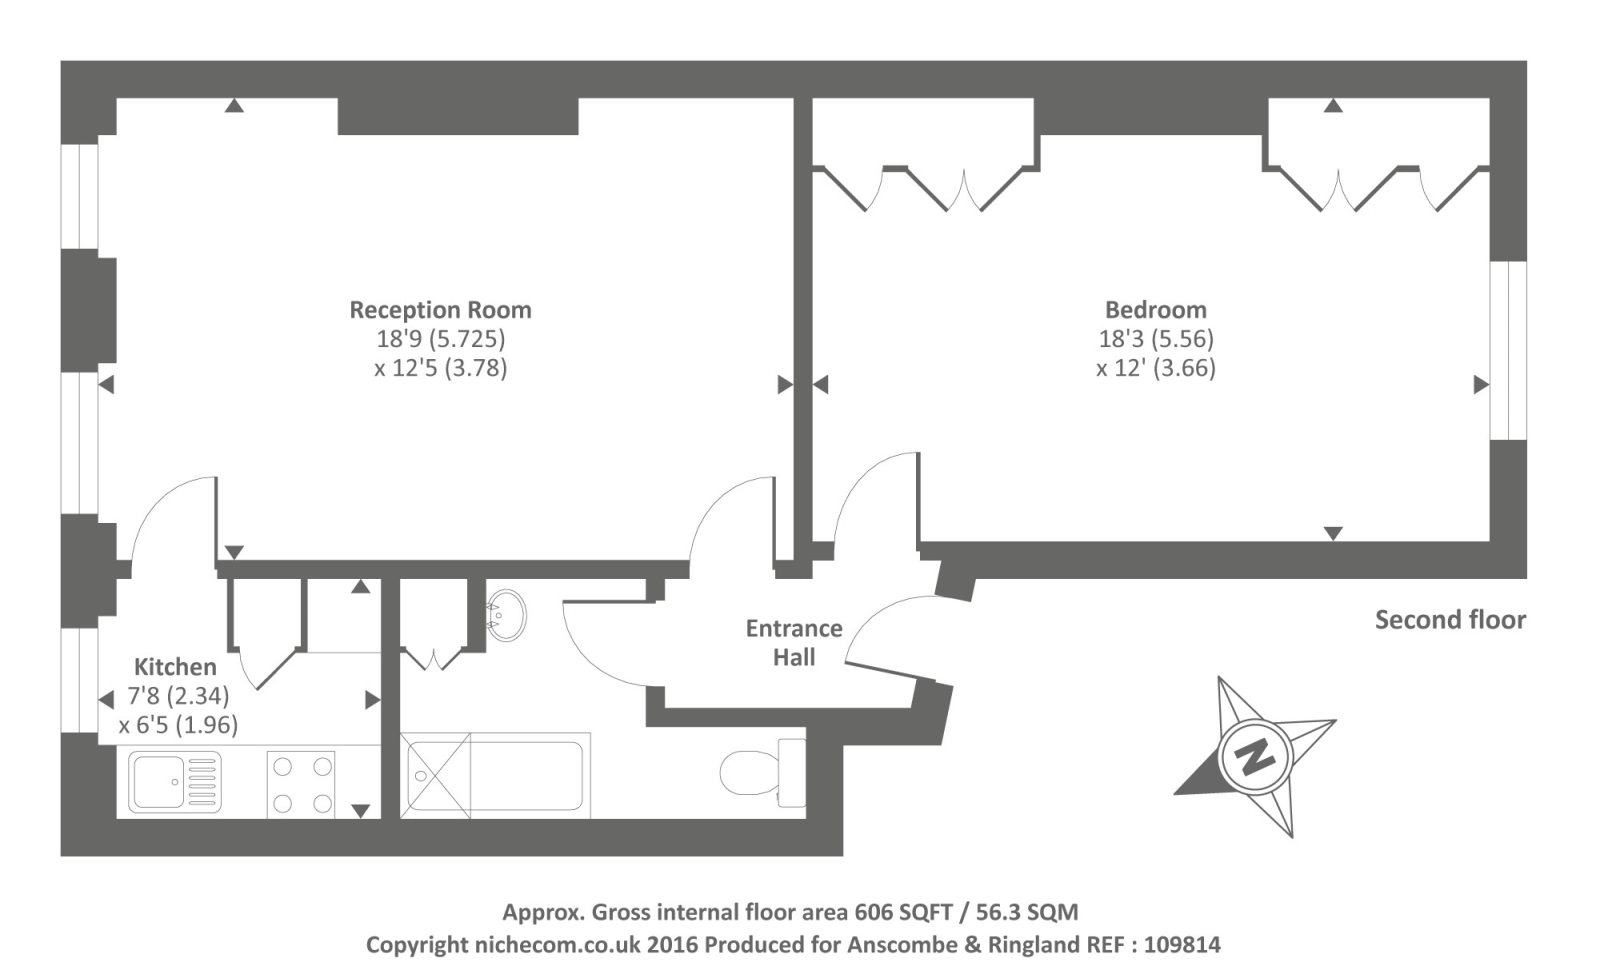 Reception Room
18'9 (5.725)
x 12'5 (3.78)
Bedroom
18'3 (5.56)
x 12' (3.66)
Entrance
Hall
Second floor
Kitchen
7'8 (2.34)
x 6'5 (1.96)
N
Approx. Gross internal floor area 606 SQFT / 56.3 SQM
Copyright nichecom.co.uk 2016 Produced for Anscombe & Ringland REF : 109814